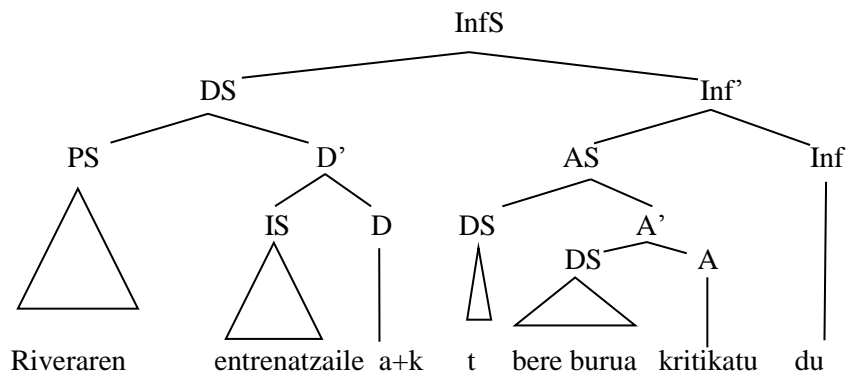 InfS
DS Inf’
PS D’ AS Inf
IS D DS A’
DS A
Riveraren entrenatzaile a+k t bere burua kritikatu du